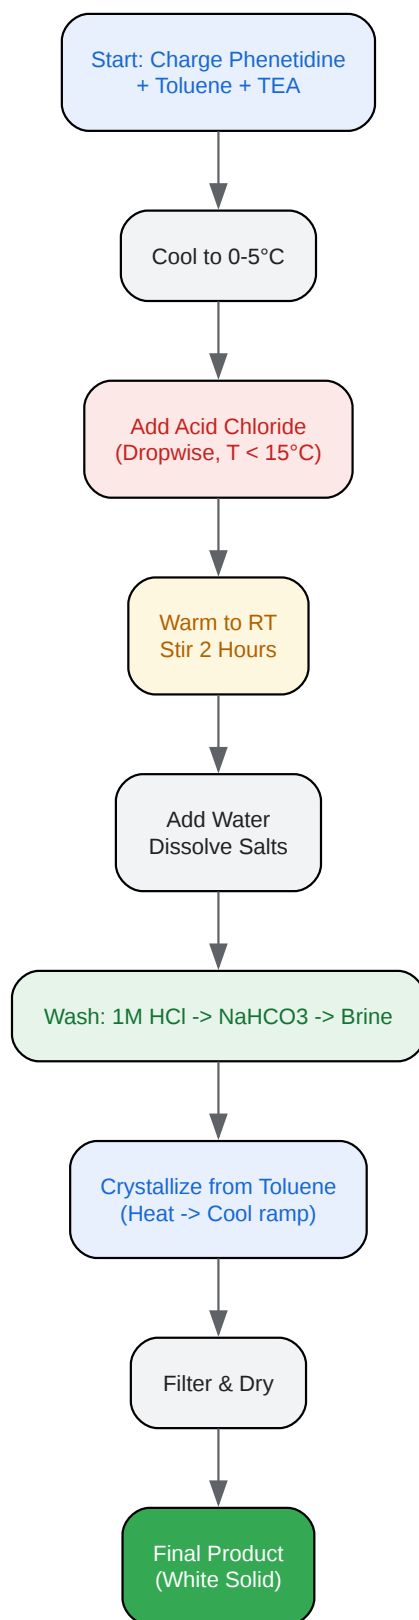 Start: Charge Phenetidine
+ Toluene + TEA
Cool to 0-5°C
Add Acid Chloride
(Dropwise, T < 15°C)
Warm to RT
Stir 2 Hours
Add Water
Dissolve Salts
Wash: 1M HCl -> NaHCO3 -> Brine
Crystallize from Toluene
(Heat -> Cool ramp)
Filter & Dry
Final Product
(White Solid)